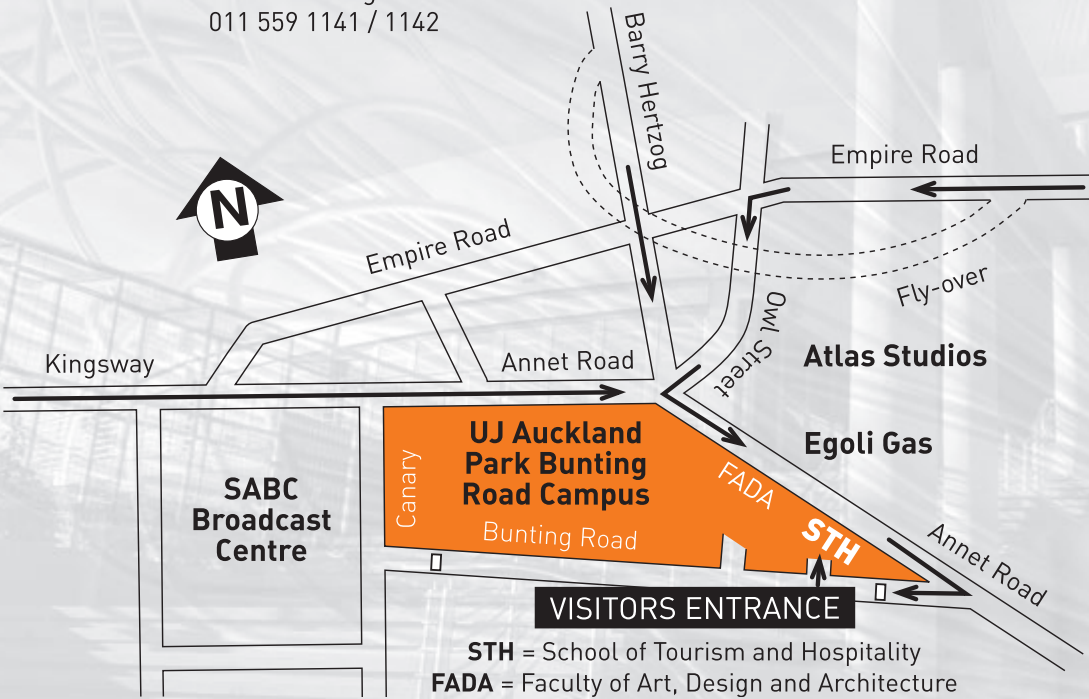 011 559 1141 / 1142
Barry Hertzog
Empire Road
N
Empire Road
Fly-over
Owl Street
Kingsway
Annet Road
Atlas Studios
Egoli Gas
UJ Auckland
Park Bunting
Road Campus
Canary
FADA
SABC
Broadcast
Centre
Bunting Road
STH
Annet Road
VISITORS ENTRANCE
STH = School of Tourism and Hospitality
FADA = Faculty of Art, Design and Architecture